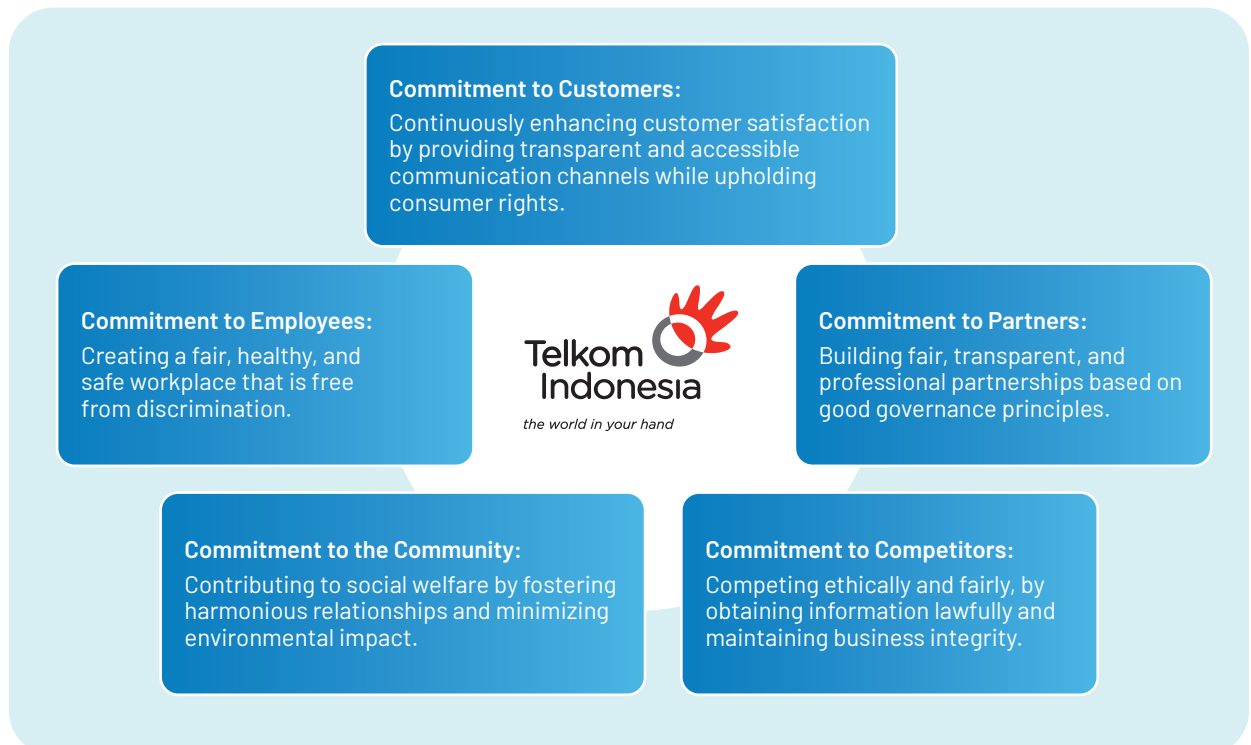 Commitment to Customers:
Continuously enhancing customer satisfaction
by providing transparent and accessible
communication channels while upholding
consumer rights.
Commitment to Employees:
Creating a fair, healthy, and
safe workplace that is free
from discrimination.
Telkom
Indonesia
the world in your hand
Commitment to Partners:
Building fair, transparent, and
professional partnerships based on
good governance principles.
Commitment to the Community:
Contributing to social welfare by fostering
harmonious relationships and minimizing
environmental impact.
Commitment to Competitors:
Competing ethically and fairly, by
obtaining information lawfully and
maintaining business integrity.